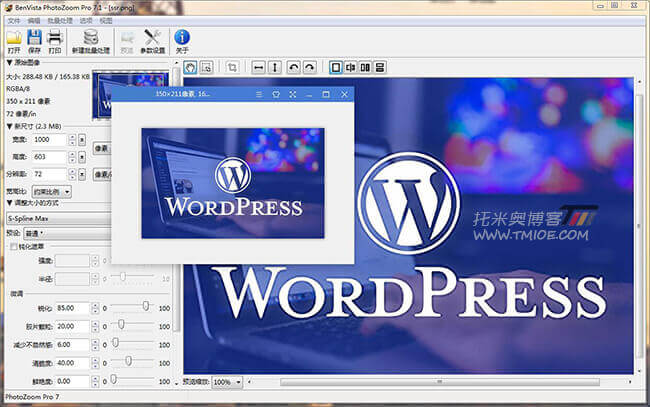 BenVista PhotoZoom Pro 7.1 - [ssr.png]
文件 编辑 批量处理 选项 视图
打开 保存 打印 新建批量处理 预览 参数设置 关于
▼ 原始图像
大小: 288.48 KB / 165.38 KB
RGBA/8
350 x 211 像素
72 像素/in
▼ 新尺寸 (2.3 MB)
宽度: 1000 像素
高度: 603
分辨率: 72
宽高比: 约束比例
▼ 调整大小的方式
S-Spline Max
预设: 普通
钝化遮罩
强度:
半径: 10
微调
锐化: 85.00 0 100
胶片颗粒: 20.00 0 100
减少不自然感: 6.00 0 100
清脆度: 40.00 0 100
鲜艳度: 0.00 0 100
350×211像素, 16...
WORDPRESS
托米奥博客
WWW.TMIOE.COM
WORDPRESS
预览缩放: 100%
PhotoZoom Pro 7